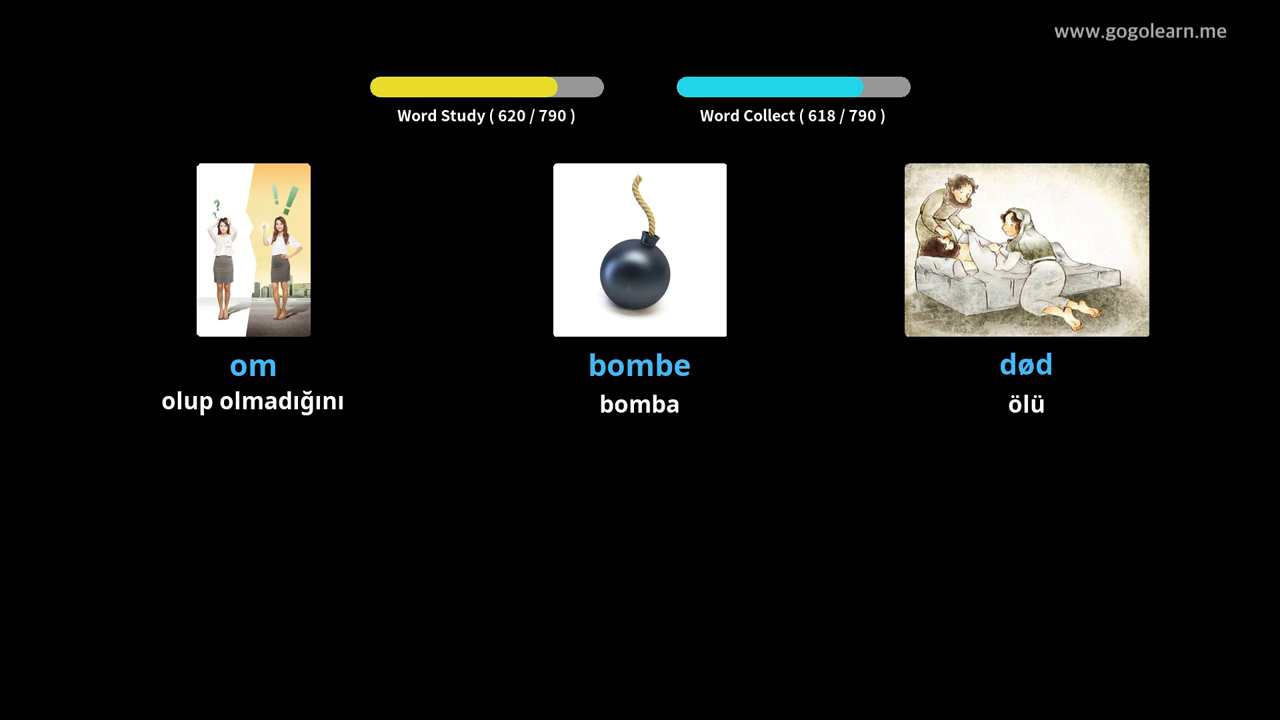 www.gogolearn.me
Word Study ( 620 / 790 )
Word Collect ( 618 / 790 )
om
olup olmadığını
bombe
bomba
død
ölü